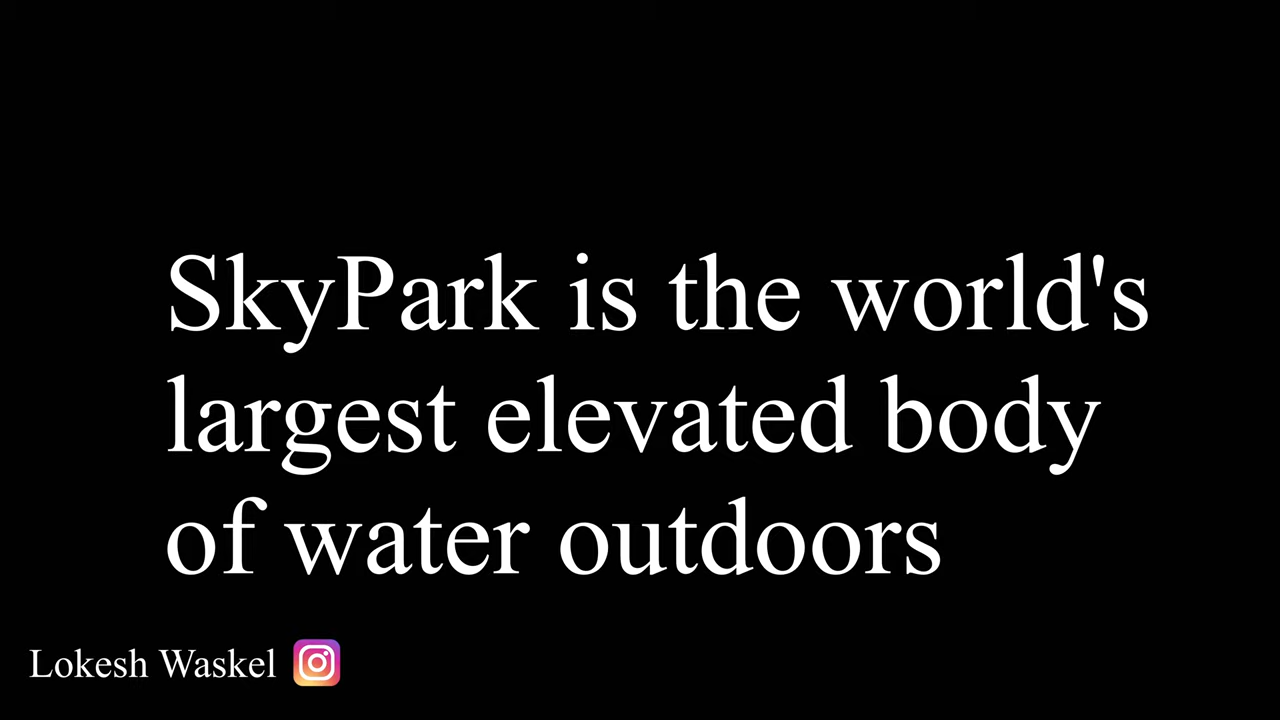 SkyPark is the world's
largest elevated body
of water outdoors
Lokesh Waskel